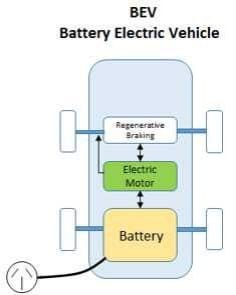 BEV
Battery Electric Vehicle
Regenerative
Braking
Electric
Motor
Battery